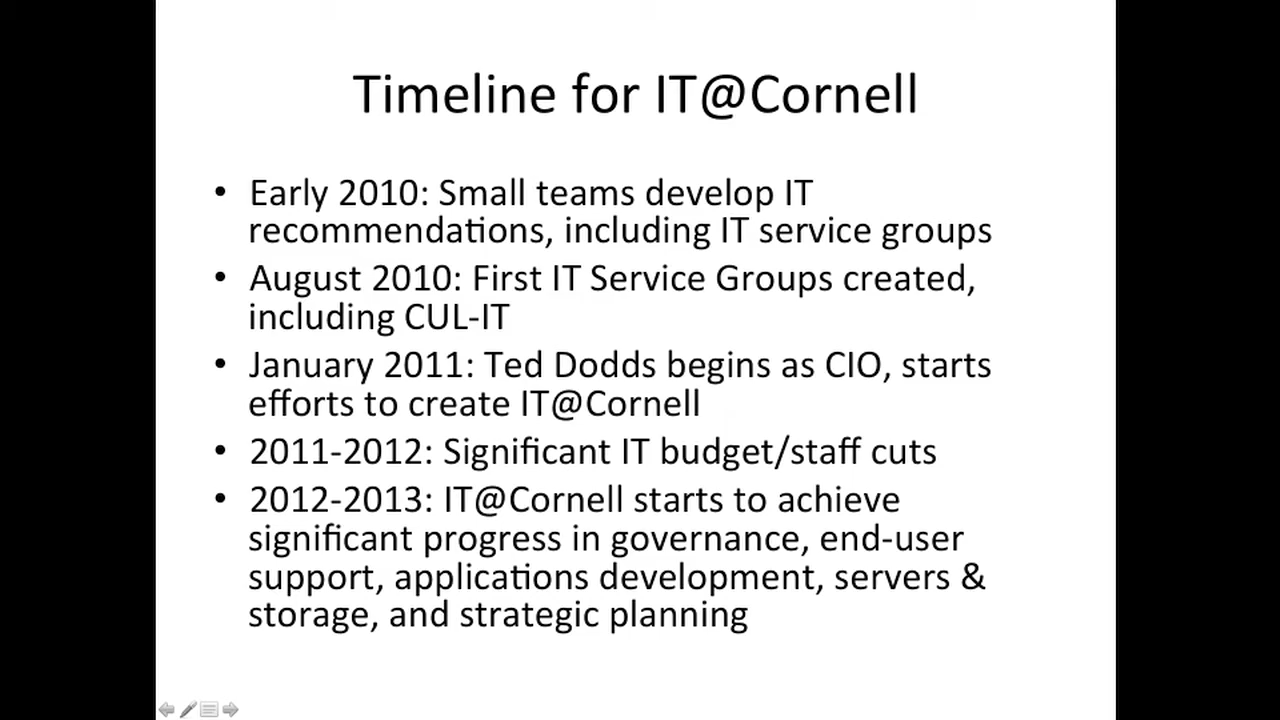 Timeline for IT@Cornell
• Early 2010: Small teams develop IT
recommendations, including IT service groups
• August 2010: First IT Service Groups created,
including CUL-IT
• January 2011: Ted Dodds begins as CIO, starts
efforts to create IT@Cornell
• 2011-2012: Significant IT budget/staff cuts
• 2012-2013: IT@Cornell starts to achieve
significant progress in governance, end-user
support, applications development, servers &
storage, and strategic planning